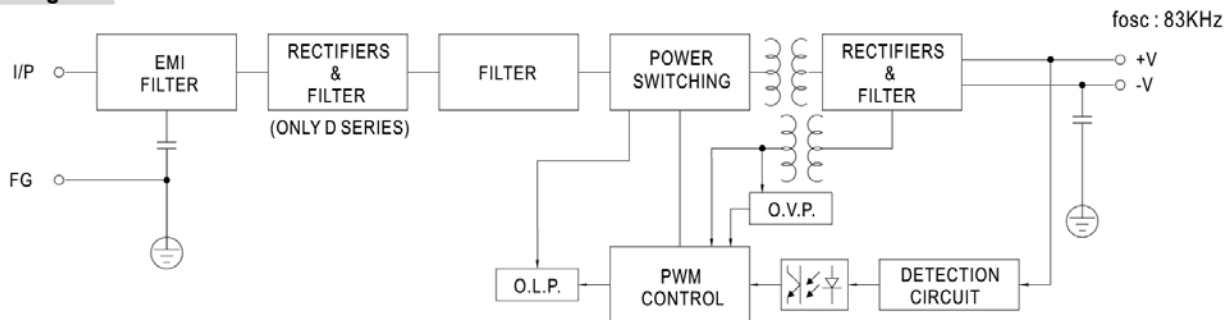 fosc : 83KHz
I/P
EMI
FILTER
RECTIFIERS
&
FILTER
(ONLY D SERIES)
FILTER
POWER
SWITCHING
RECTIFIERS
&
FILTER
+V
-V
FG
O.V.P.
O.L.P.
PWM
CONTROL
DETECTION
CIRCUIT